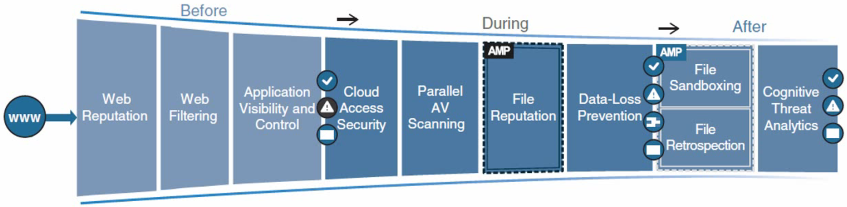 Before
During
After
www
Web
Reputation
Web
Filtering
Application
Visibility and
Control
Cloud
Access
Security
Parallel
AV
Scanning
AMP
File
Reputation
Data-Loss
Prevention
AMP
File
Sandboxing
File
Retrospection
Cognitive
Threat
Analytics